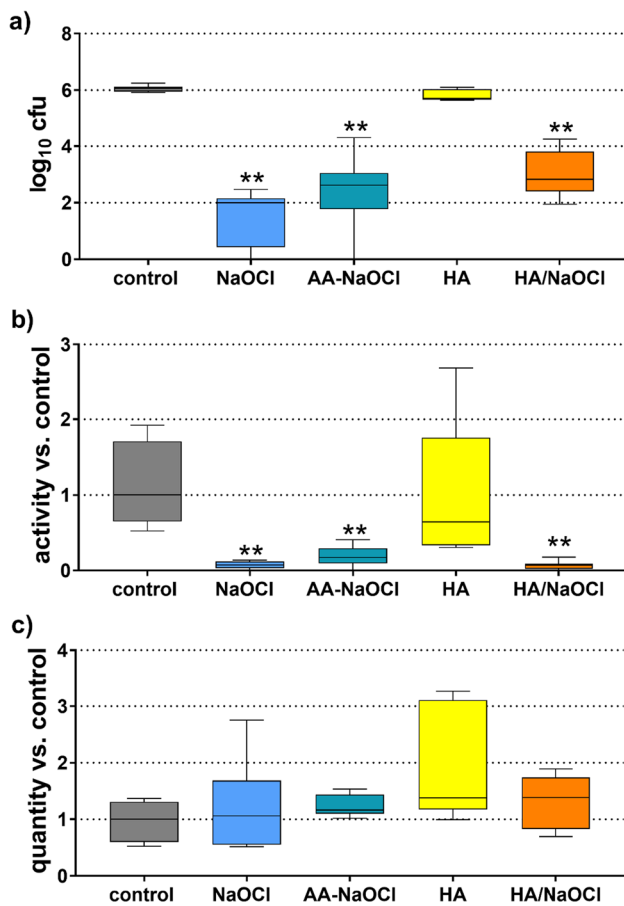 a)
log₁₀ cfu
8
6
4
2
0
**
**
**
control NaOCl AA-NaOCl HA HA/NaOCl
b)
activity vs. control
3
2
1
0
**
**
**
control NaOCl AA-NaOCl HA HA/NaOCl
c)
quantity vs. control
4
3
2
1
0
control NaOCl AA-NaOCl HA HA/NaOCl